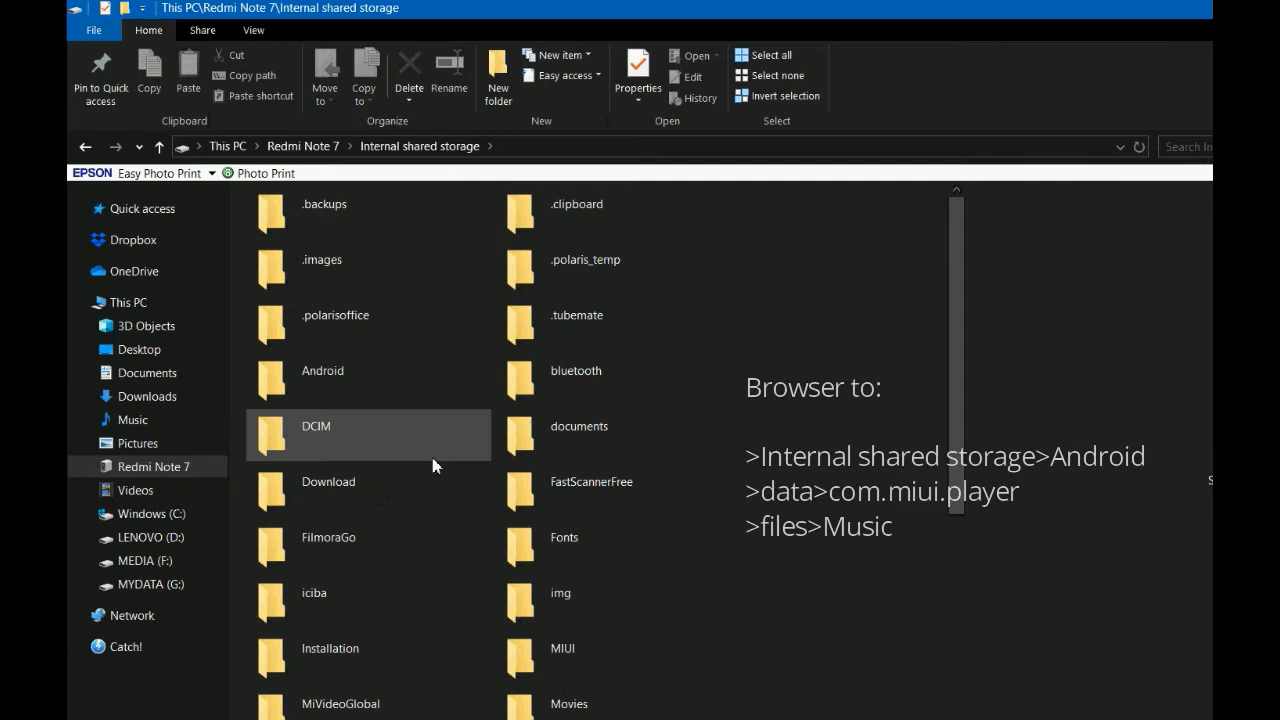 This PC\Redmi Note 7\Internal shared storage
File Home Share View
Pin to Quick access
Copy
Paste
Cut
Copy path
Paste shortcut
Clipboard
Move to
Copy to
Delete
Rename
Organize
New folder
New item
Easy access
New
Properties
Open
Edit
History
Open
Select all
Select none
Invert selection
Select
This PC > Redmi Note 7 > Internal shared storage >
Search In
EPSON Easy Photo Print Photo Print
Quick access
Dropbox
OneDrive
This PC
3D Objects
Desktop
Documents
Downloads
Music
Pictures
Redmi Note 7
Videos
Windows (C:)
LENOVO (D:)
MEDIA (F:)
MYDATA (G:)
Network
Catch!
.backups .clipboard
.images .polaris_temp
.polarisoffice .tubemate
Android bluetooth
DCIM documents
Download FastScannerFree
FilmoraGo Fonts
iciba img
Installation MIUI
MiVideoGlobal Movies
Browser to:
>Internal shared storage>Android
>data>com.miui.player
>files>Music